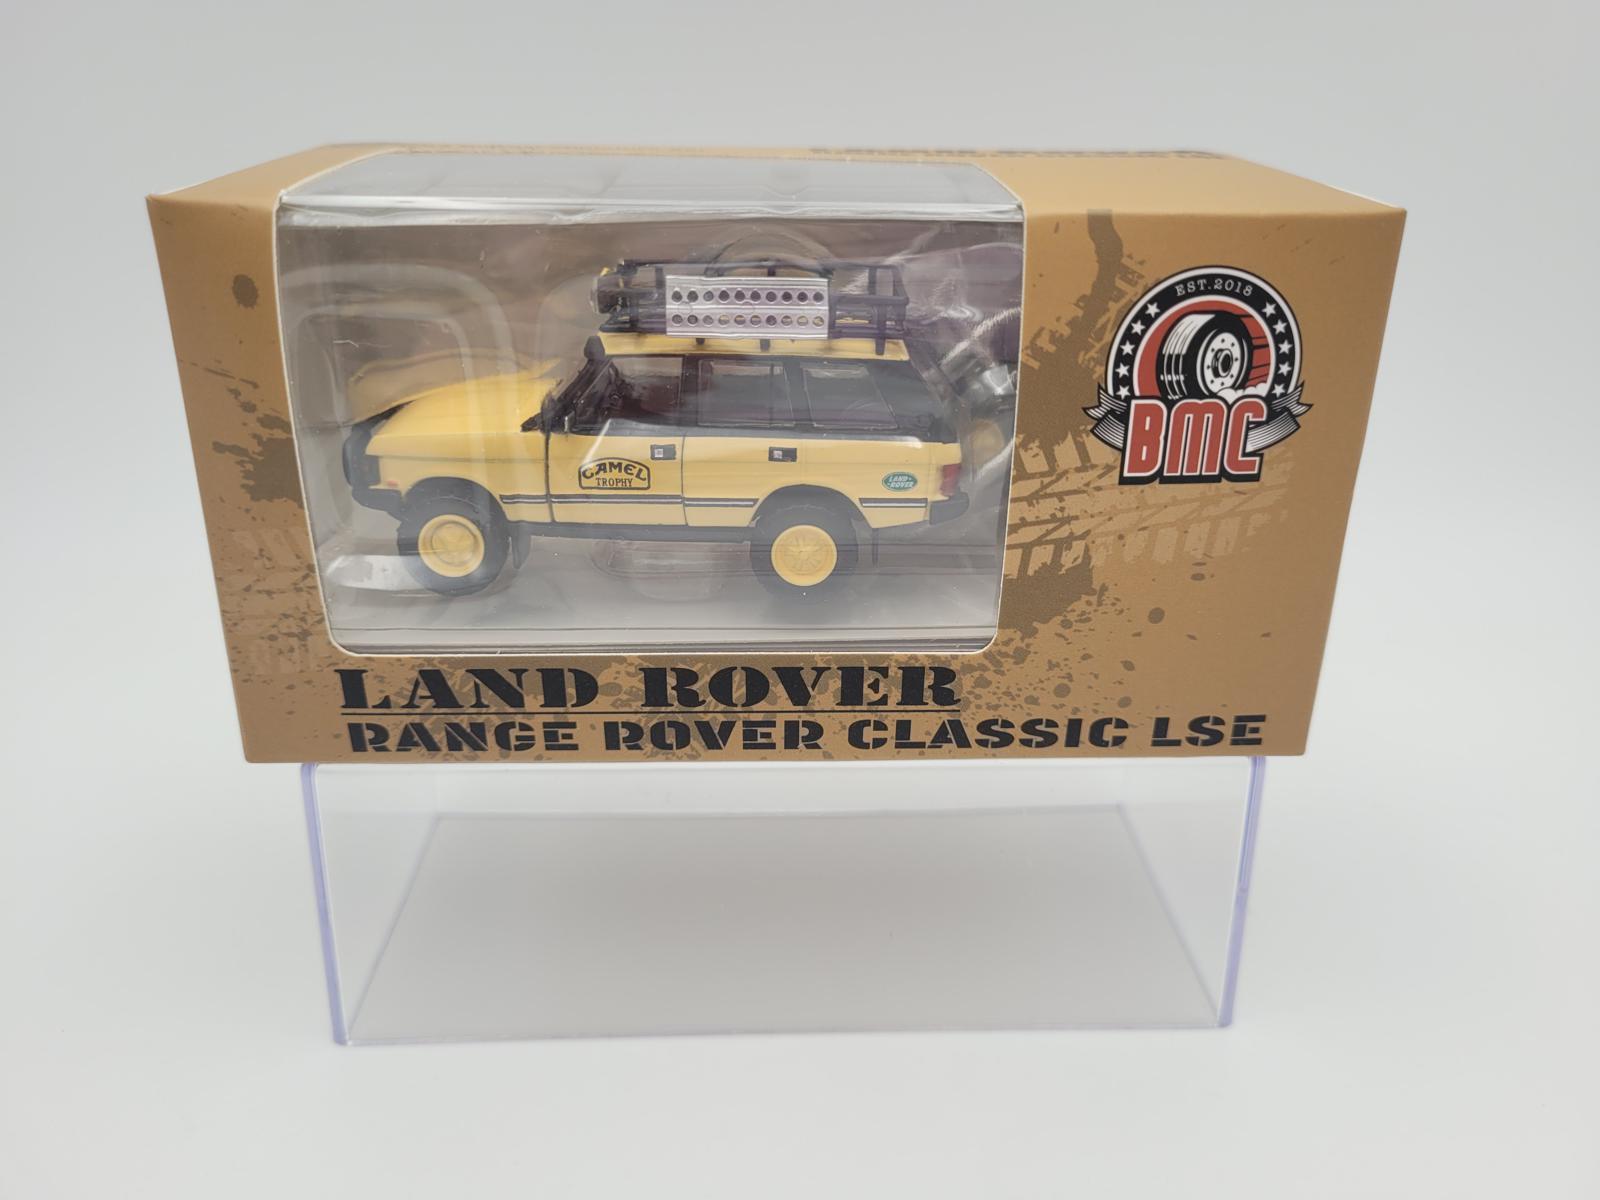 EST.2018
BMC
CAMEL
TROPHY
LAND
ROVER
LAND ROVER
RANGE ROVER CLASSIC LSE